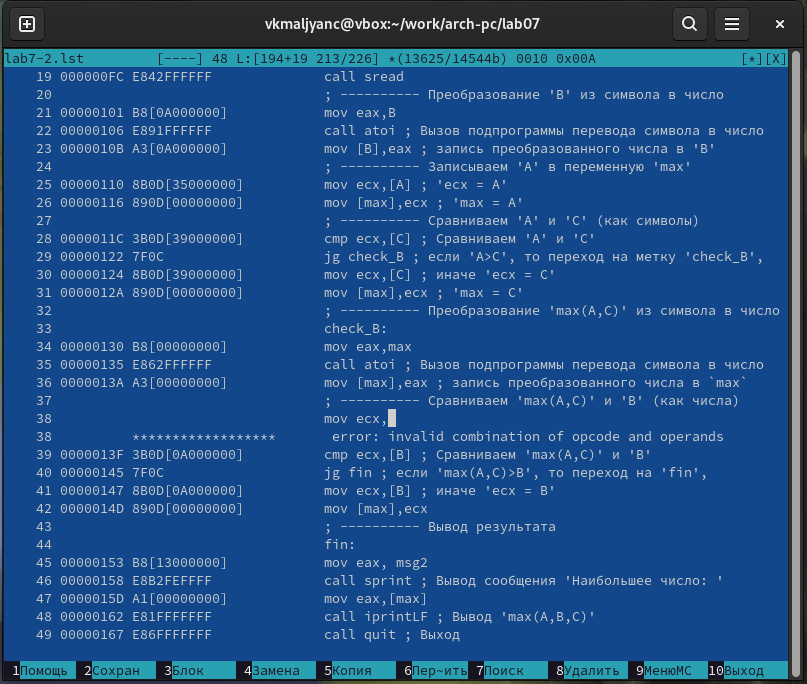 vkmaljyanc@vbox:~/work/arch-pc/lab07
lab7-2.lst [----] 48 L:[194+19 213/226] *(13625/14544b) 0010 0x00A [*][X]
19 000000FC E842FFFFFF call sread
20 ; ---------- Преобразование 'B' из символа в число
21 00000101 B8[0A000000] mov eax,B
22 00000106 E891FFFFFF call atoi ; Вызов подпрограммы перевода символа в число
23 0000010B A3[0A000000] mov [B],eax ; запись преобразованного числа в 'B'
24 ; ---------- Записываем 'A' в переменную 'max'
25 00000110 8B0D[35000000] mov ecx,[A] ; 'ecx = A'
26 00000116 890D[00000000] mov [max],ecx ; 'max = A'
27 ; ---------- Сравниваем 'A' и 'C' (как символы)
28 0000011C 3B0D[39000000] cmp ecx,[C] ; Сравниваем 'A' и 'C'
29 00000122 7F0C jg check_B ; если 'A>C', то переход на метку 'check_B',
30 00000124 8B0D[39000000] mov ecx,[C] ; иначе 'ecx = C'
31 0000012A 890D[00000000] mov [max],ecx ; 'max = C'
32 ; ---------- Преобразование 'max(A,C)' из символа в число
33 check_B:
34 00000130 B8[00000000] mov eax,max
35 00000135 E862FFFFFF call atoi ; Вызов подпрограммы перевода символа в число
36 0000013A A3[00000000] mov [max],eax ; запись преобразованного числа в `max`
37 ; ---------- Сравниваем 'max(A,C)' и 'B' (как числа)
38 mov ecx,
38 ****************** error: invalid combination of opcode and operands
39 0000013F 3B0D[0A000000] cmp ecx,[B] ; Сравниваем 'max(A,C)' и 'B'
40 00000145 7F0C jg fin ; если 'max(A,C)>B', то переход на 'fin',
41 00000147 8B0D[0A000000] mov ecx,[B] ; иначе 'ecx = B'
42 0000014D 890D[00000000] mov [max],ecx
43 ; ---------- Вывод результата
44 fin:
45 00000153 B8[13000000] mov eax, msg2
46 00000158 E8B2FEFFFF call sprint ; Вывод сообщения 'Наибольшее число: '
47 0000015D A1[00000000] mov eax,[max]
48 00000162 E81FFFFFFF call iprintLF ; Вывод 'max(A,B,C)'
49 00000167 E86FFFFFFF call quit ; Выход
1Помощь 2Сохран 3Блок 4Замена 5Копия 6Пер~ить 7Поиск 8Удалить 9МенюMC 10Выход